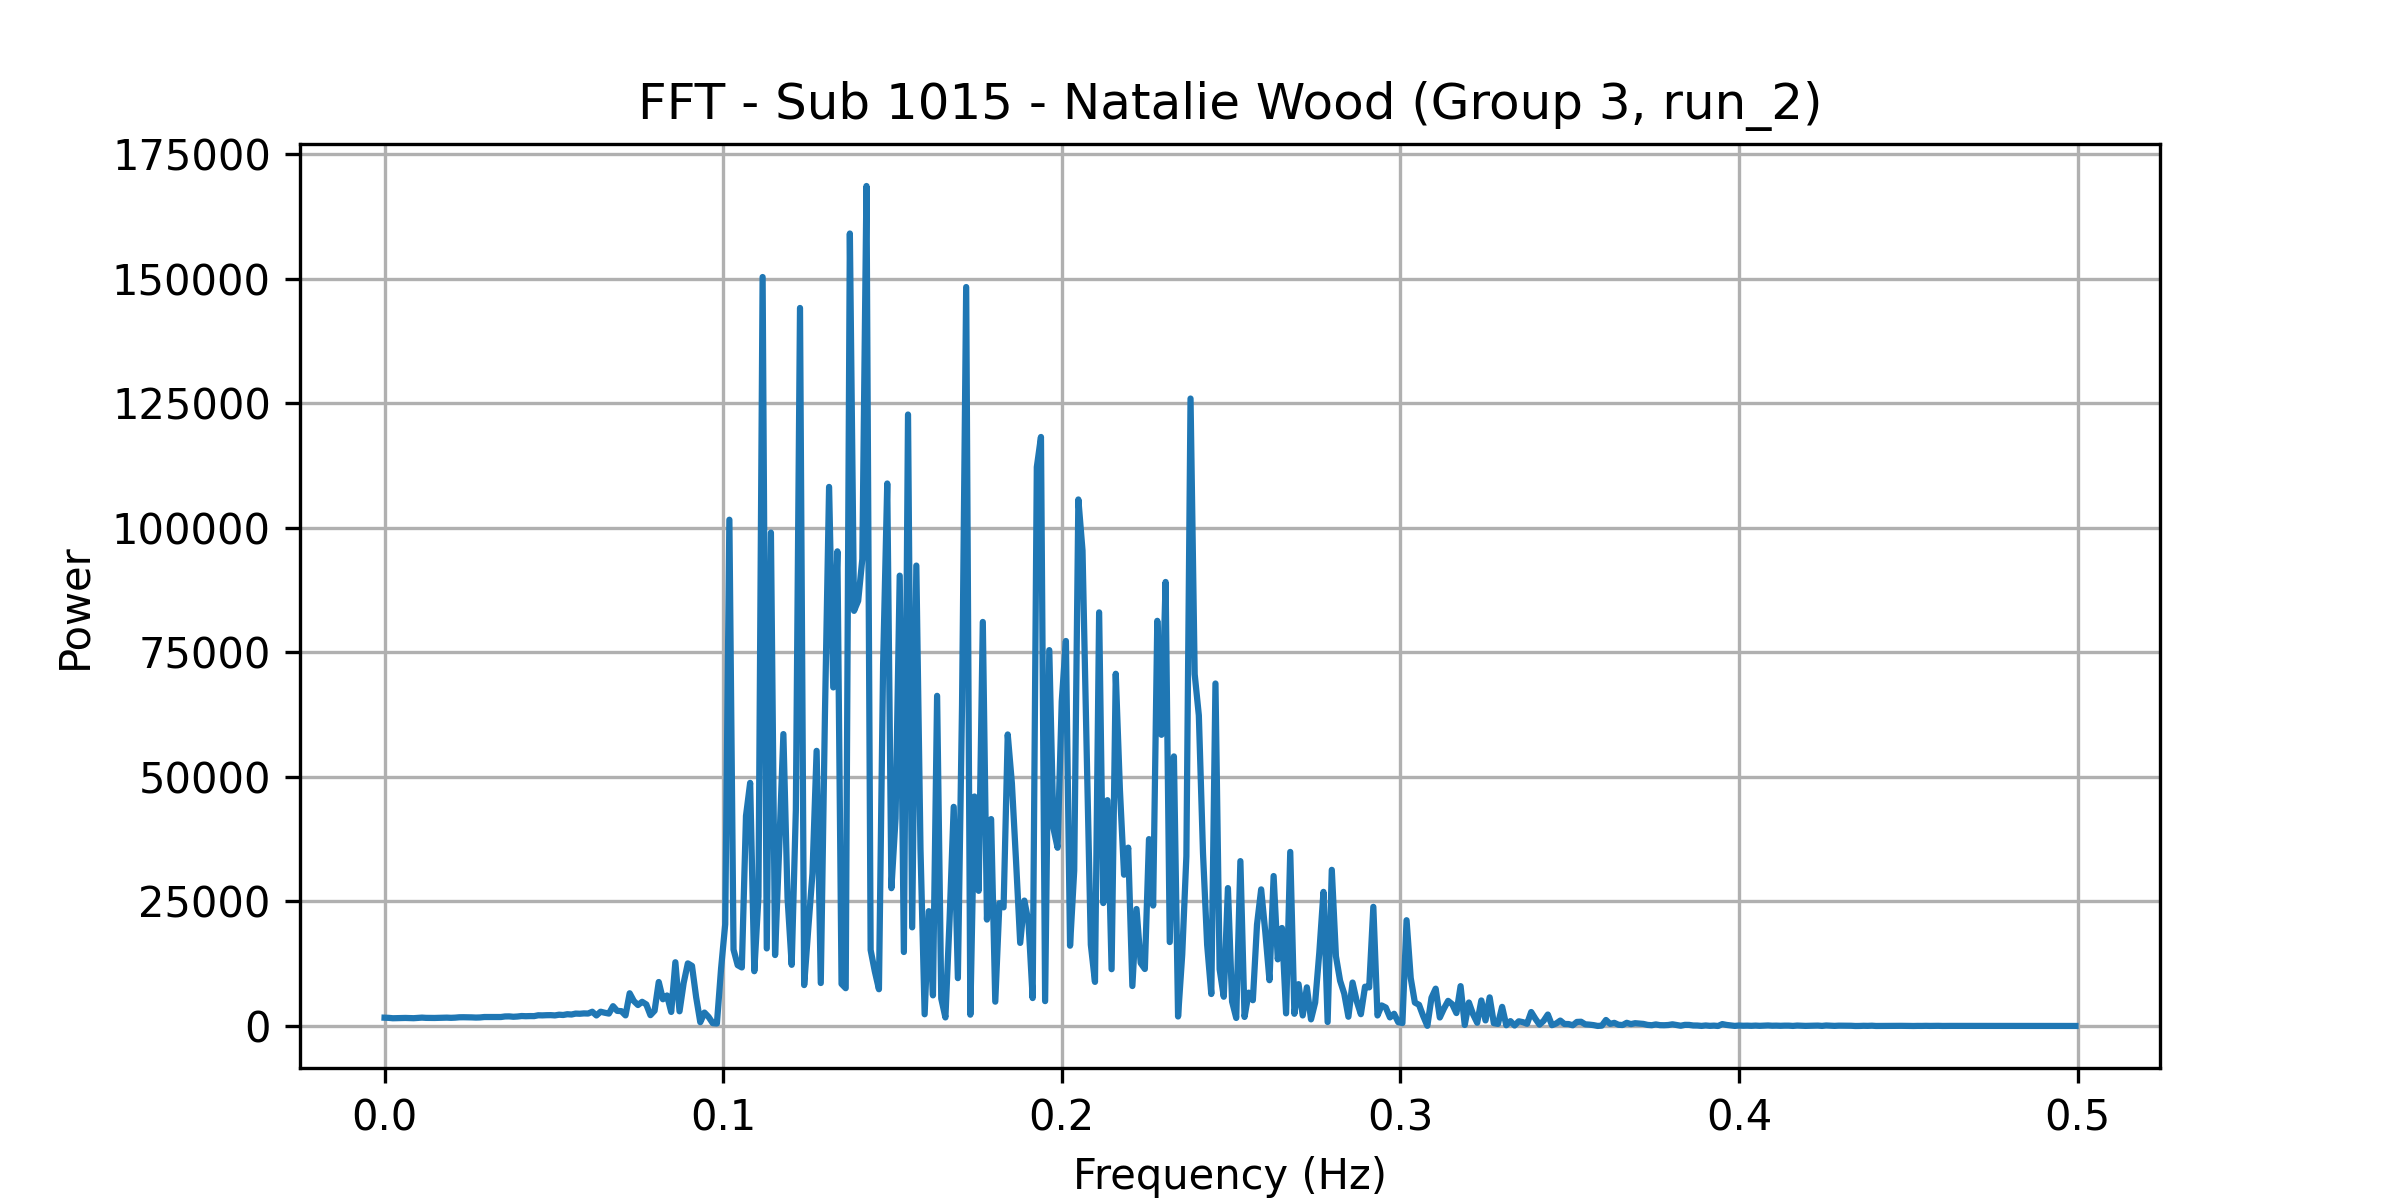 FFT - Sub 1015 - Natalie Wood (Group 3, run_2)
175000
150000
125000
100000
75000
50000
25000
0
Power
0.0 0.1 0.2 0.3 0.4 0.5
Frequency (Hz)